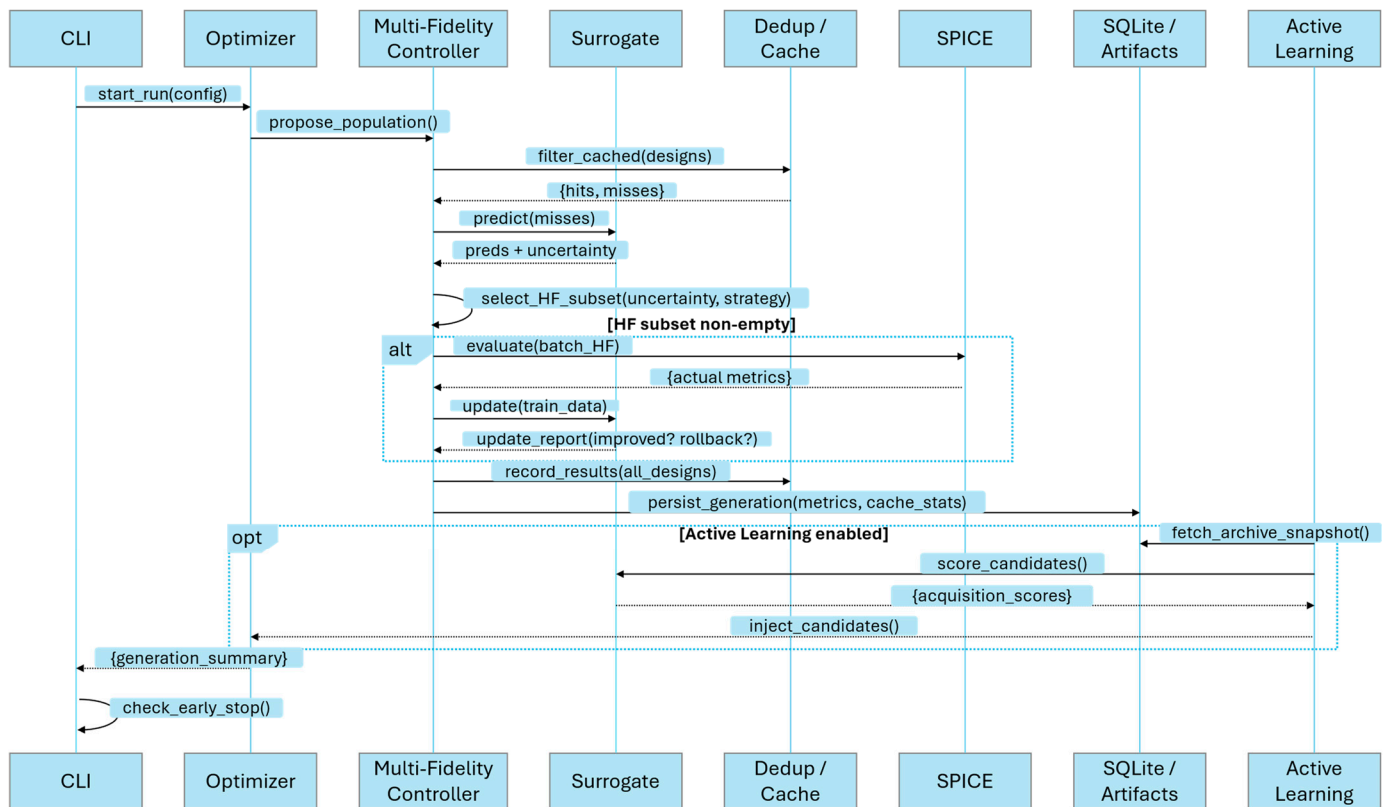 CLI
Optimizer
Multi-Fidelity
Controller
Surrogate
Dedup /
Cache
SPICE
SQLite /
Artifacts
Active
Learning
start_run(config)
propose_population()
filter_cached(designs)
{hits, misses}
predict(misses)
preds + uncertainty
select_HF_subset(uncertainty, strategy)
[HF subset non-empty]
alt
evaluate(batch_HF)
{actual metrics}
update(train_data)
update_report(improved? rollback?)
record_results(all_designs)
persist_generation(metrics, cache_stats)
opt
[Active Learning enabled]
fetch_archive_snapshot()
score_candidates()
{acquisition_scores}
inject_candidates()
{generation_summary}
check_early_stop()
CLI
Optimizer
Multi-Fidelity
Controller
Surrogate
Dedup /
Cache
SPICE
SQLite /
Artifacts
Active
Learning